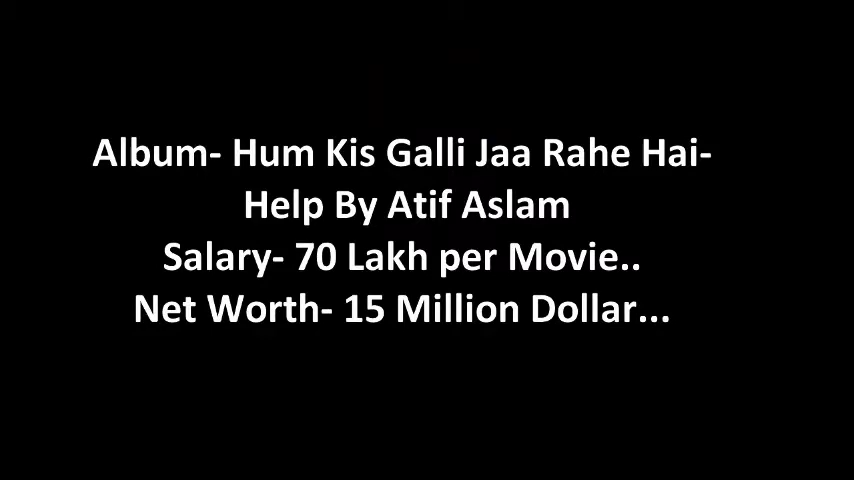 Album- Hum Kis Galli Jaa Rahe Hai-
Help By Atif Aslam
Salary- 70 Lakh per Movie..
Net Worth- 15 Million Dollar...